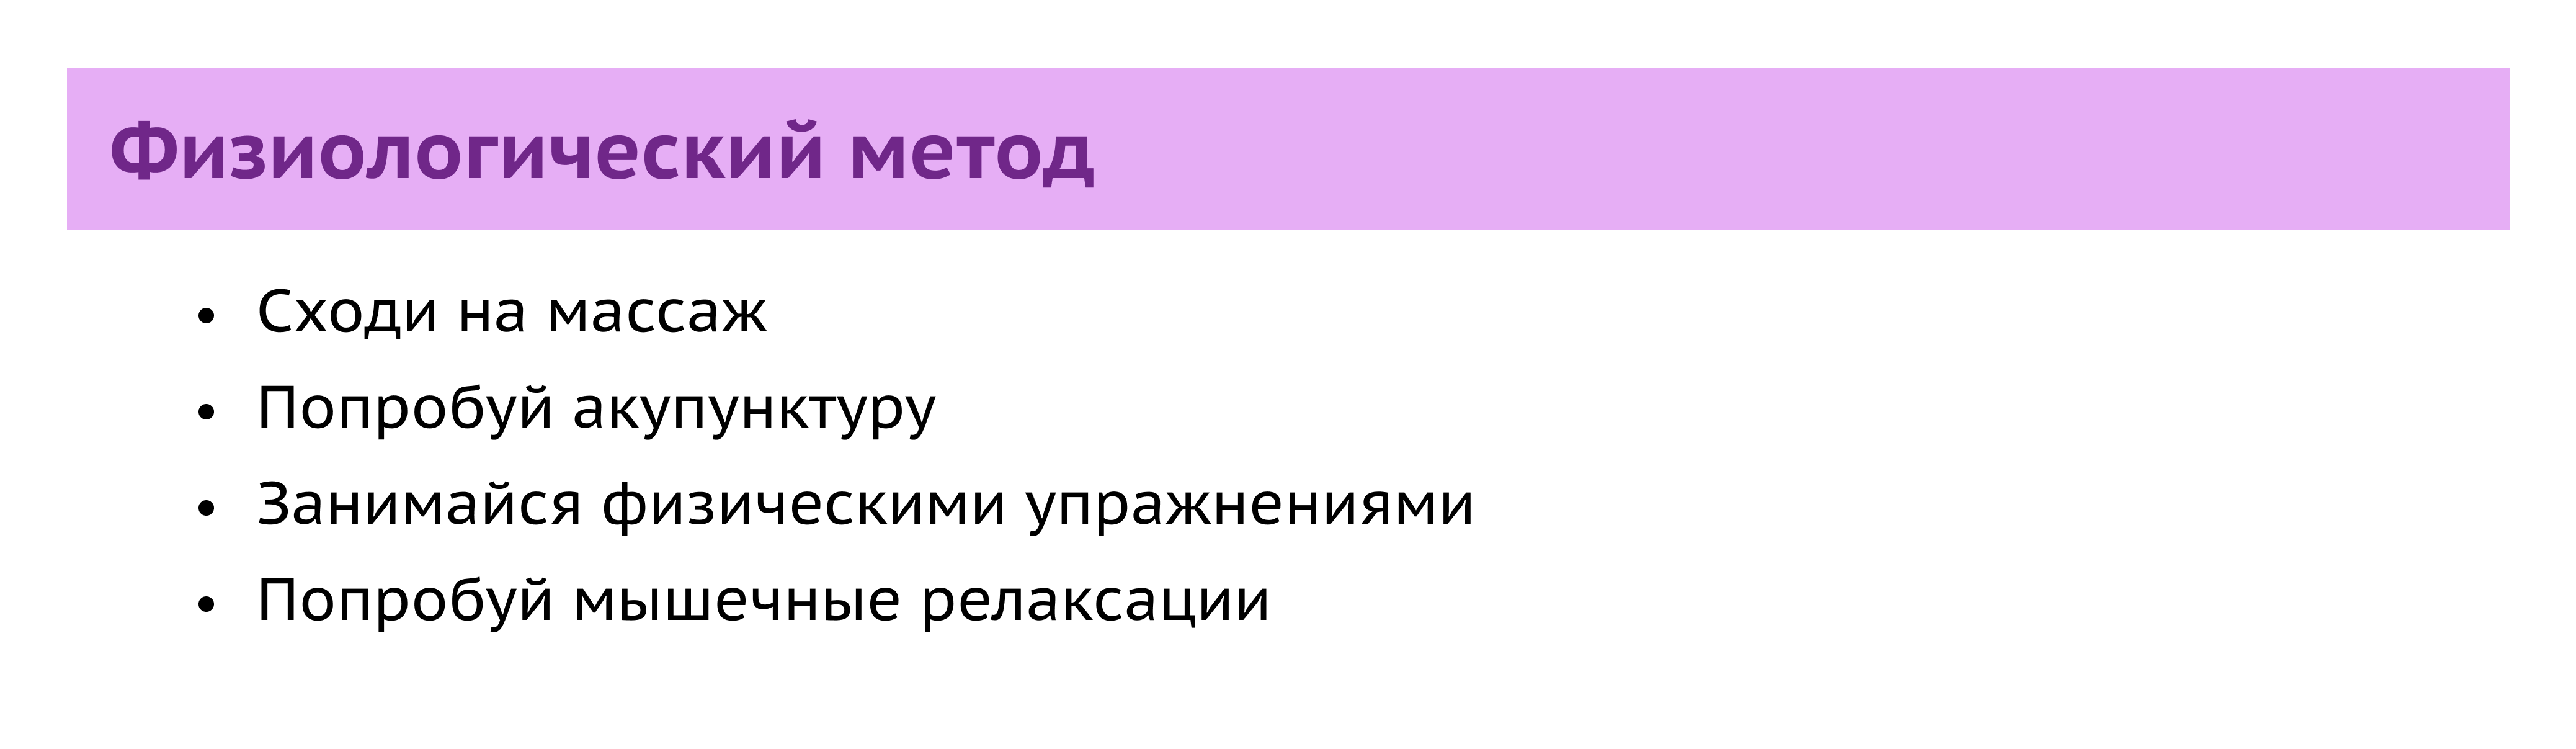 Физиологический метод
• Сходи на массаж
• Попробуй акупунктуру
• Занимайся физическими упражнениями
• Попробуй мышечные релаксации